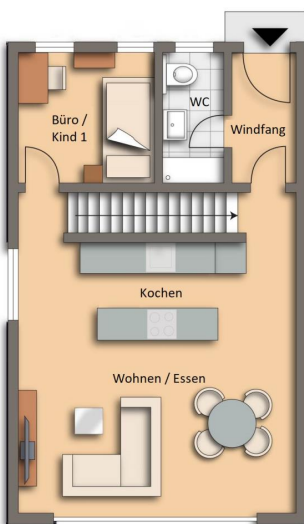 Büro /
Kind 1
WC
Windfang
Kochen
Wohnen / Essen